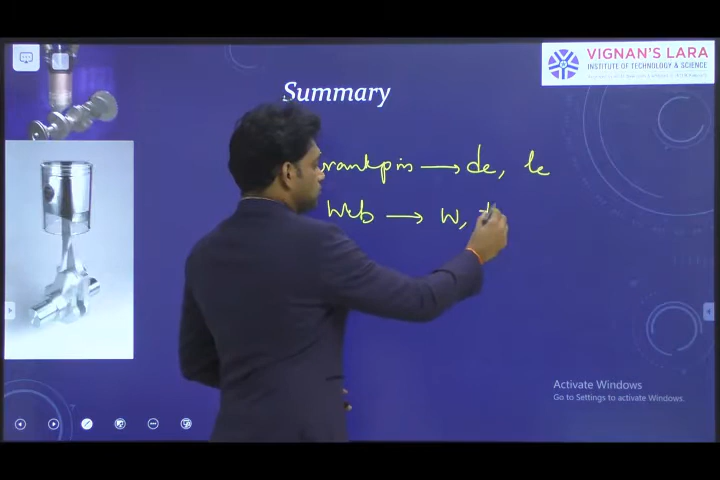 VIGNAN'S LARA
INSTITUTE OF TECHNOLOGY & SCIENCE
Summary
rankpin → dc, lc
Web → W, t
Activate Windows
Go to Settings to activate Windows.